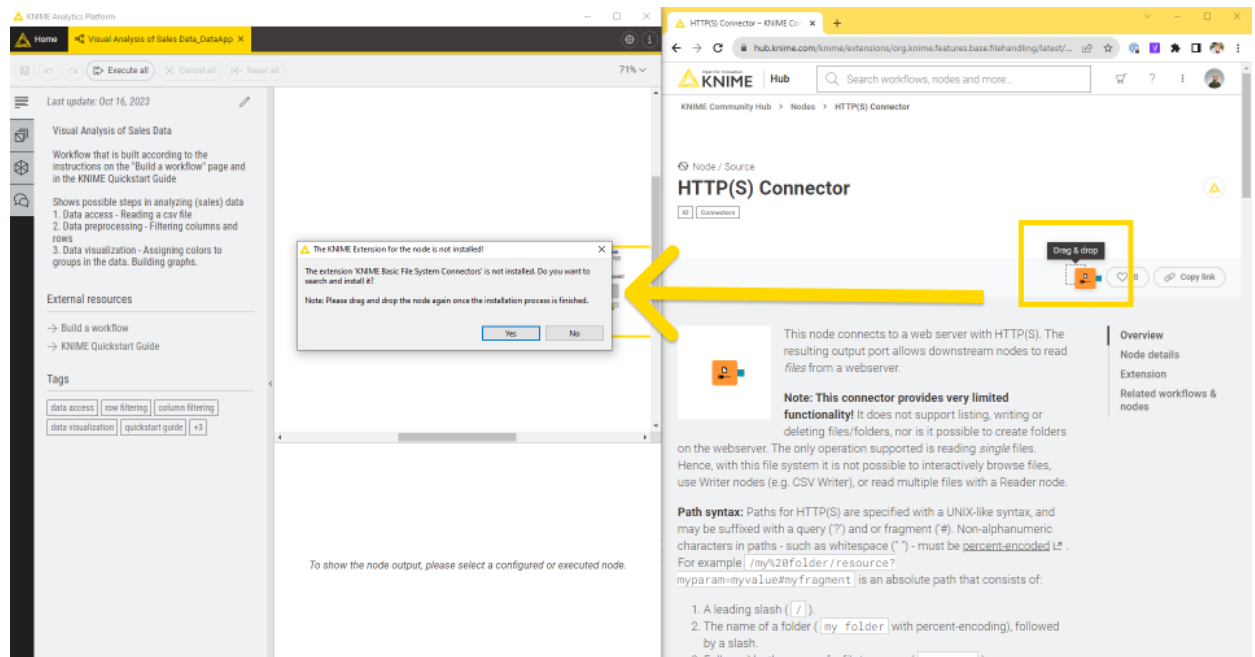 KNIME Analytics Platform
Home
Visual Analysis of Sales Data_DataApp
Execute all
Cancel all
Reset all
71%
Last update: Oct 16, 2023
Visual Analysis of Sales Data
Workflow that is built according to the
instructions on the "Build a workflow" page and
in the KNIME Quickstart Guide
Shows possible steps in analyzing (sales) data
1. Data access - Reading a csv file
2. Data preprocessing - Filtering columns and
rows
3. Data visualization - Assigning colors to
groups in the data. Building graphs.
External resources
→ Build a workflow
→ KNIME Quickstart Guide
Tags
data access row filtering column filtering
data visualization quickstart guide +3
The KNIME Extension for the node is not installed!
The extension 'KNIME Basic File System Connectors' is not installed. Do you want to
search and install it?
Note: Please drag and drop the node again once the installation process is finished.
Yes No
To show the node output, please select a configured or executed node.
HTTP(S) Connector – KNIME Co
hub.knime.com/knime/extensions/org.knime.features.base.filehandling/latest/...
Open for Innovation
KNIME
Hub
Search workflows, nodes and more...
KNIME Community Hub > Nodes > HTTP(S) Connector
Node / Source
HTTP(S) Connector
IO Connectors
Drag & drop
0
Copy link
This node connects to a web server with HTTP(S). The
resulting output port allows downstream nodes to read
files from a webserver.
Note: This connector provides very limited
functionality! It does not support listing, writing or
deleting files/folders, nor is it possible to create folders
on the webserver. The only operation supported is reading single files.
Hence, with this file system it is not possible to interactively browse files,
use Writer nodes (e.g. CSV Writer), or read multiple files with a Reader node.
Path syntax: Paths for HTTP(S) are specified with a UNIX-like syntax, and
may be suffixed with a query ('?') and or fragment ('#'). Non-alphanumeric
characters in paths - such as whitespace (" ") - must be percent-encoded .
For example /my%20folder/resource?
myparam=myvalue#myfragment is an absolute path that consists of:
1. A leading slash ( / ).
2. The name of a folder ( my folder with percent-encoding), followed
by a slash.
Overview
Node details
Extension
Related workflows &
nodes